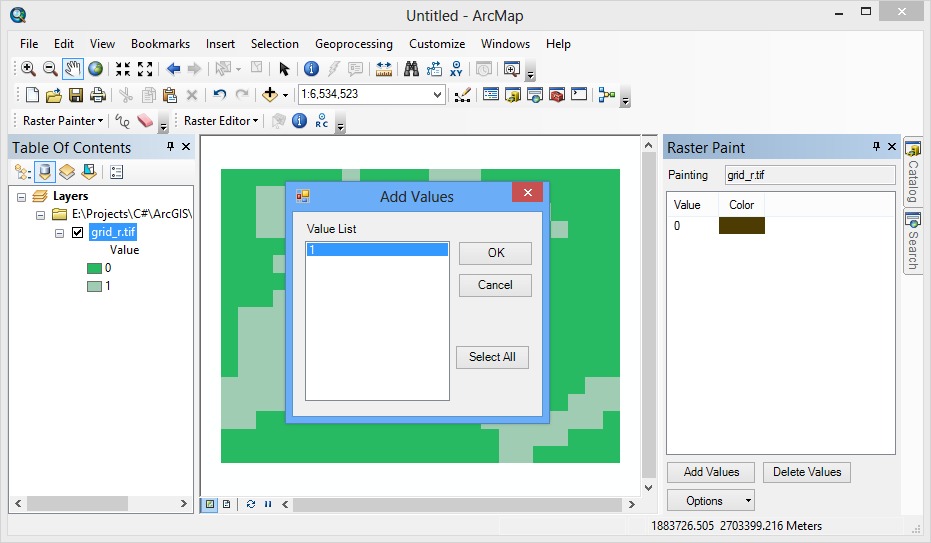 Untitled - ArcMap
File Edit View Bookmarks Insert Selection Geoprocessing Customize Windows Help
XY
1:6,534,523
Raster Painter Raster Editor
R C
Table Of Contents
Layers
E:\Projects\C#\ArcGIS\
grid_r.tif
Value
0
1
Add Values
Value List
1
OK
Cancel
Select All
Raster Paint
Painting grid_r.tif
Value Color
0
Add Values Delete Values
Options
Catalog
Search
1883726.505 2703399.216 Meters